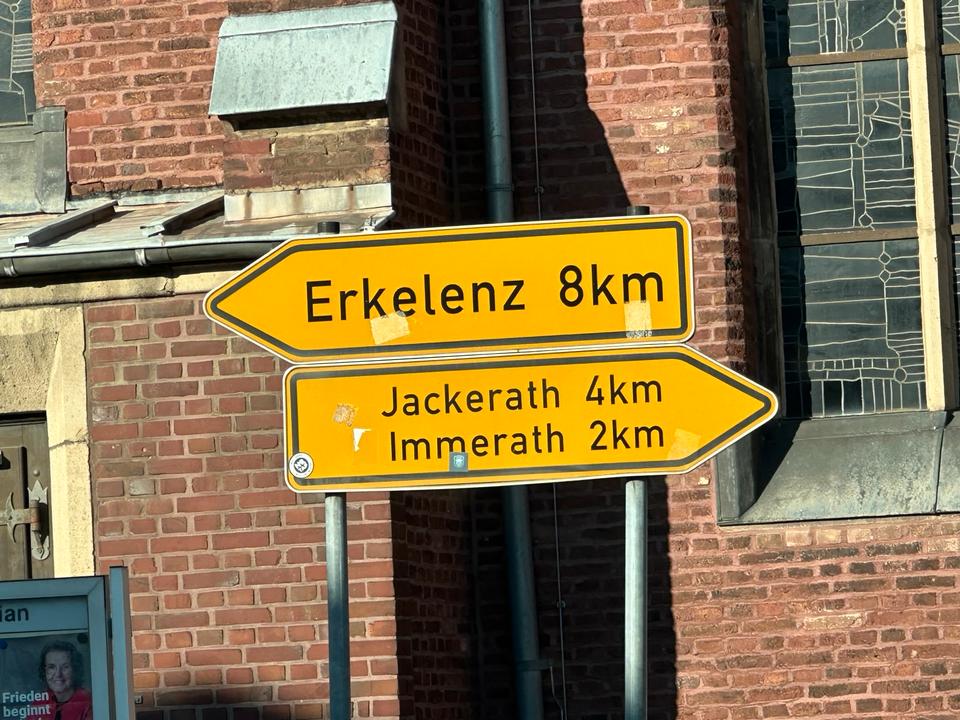 Erkelenz 8km
Jackerath 4km
Immerath 2km
ian
Frieden
beginnt